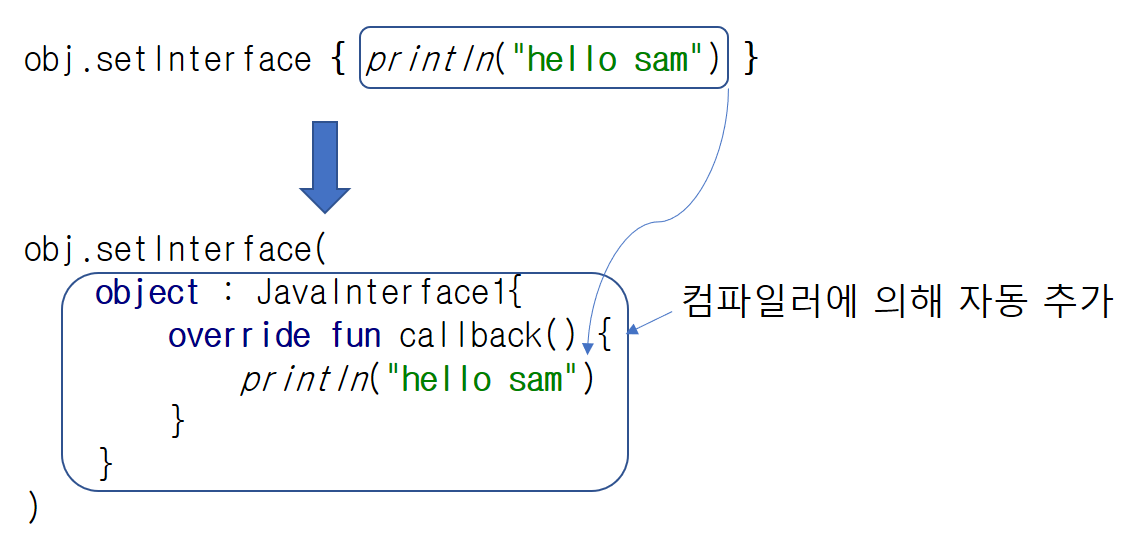 obj.setInterface { println("hello sam") }
obj.setInterface(
object : JavaInterface1{
컴파일러에 의해 자동 추가
override fun callback() {
println("hello sam")
}
}
)